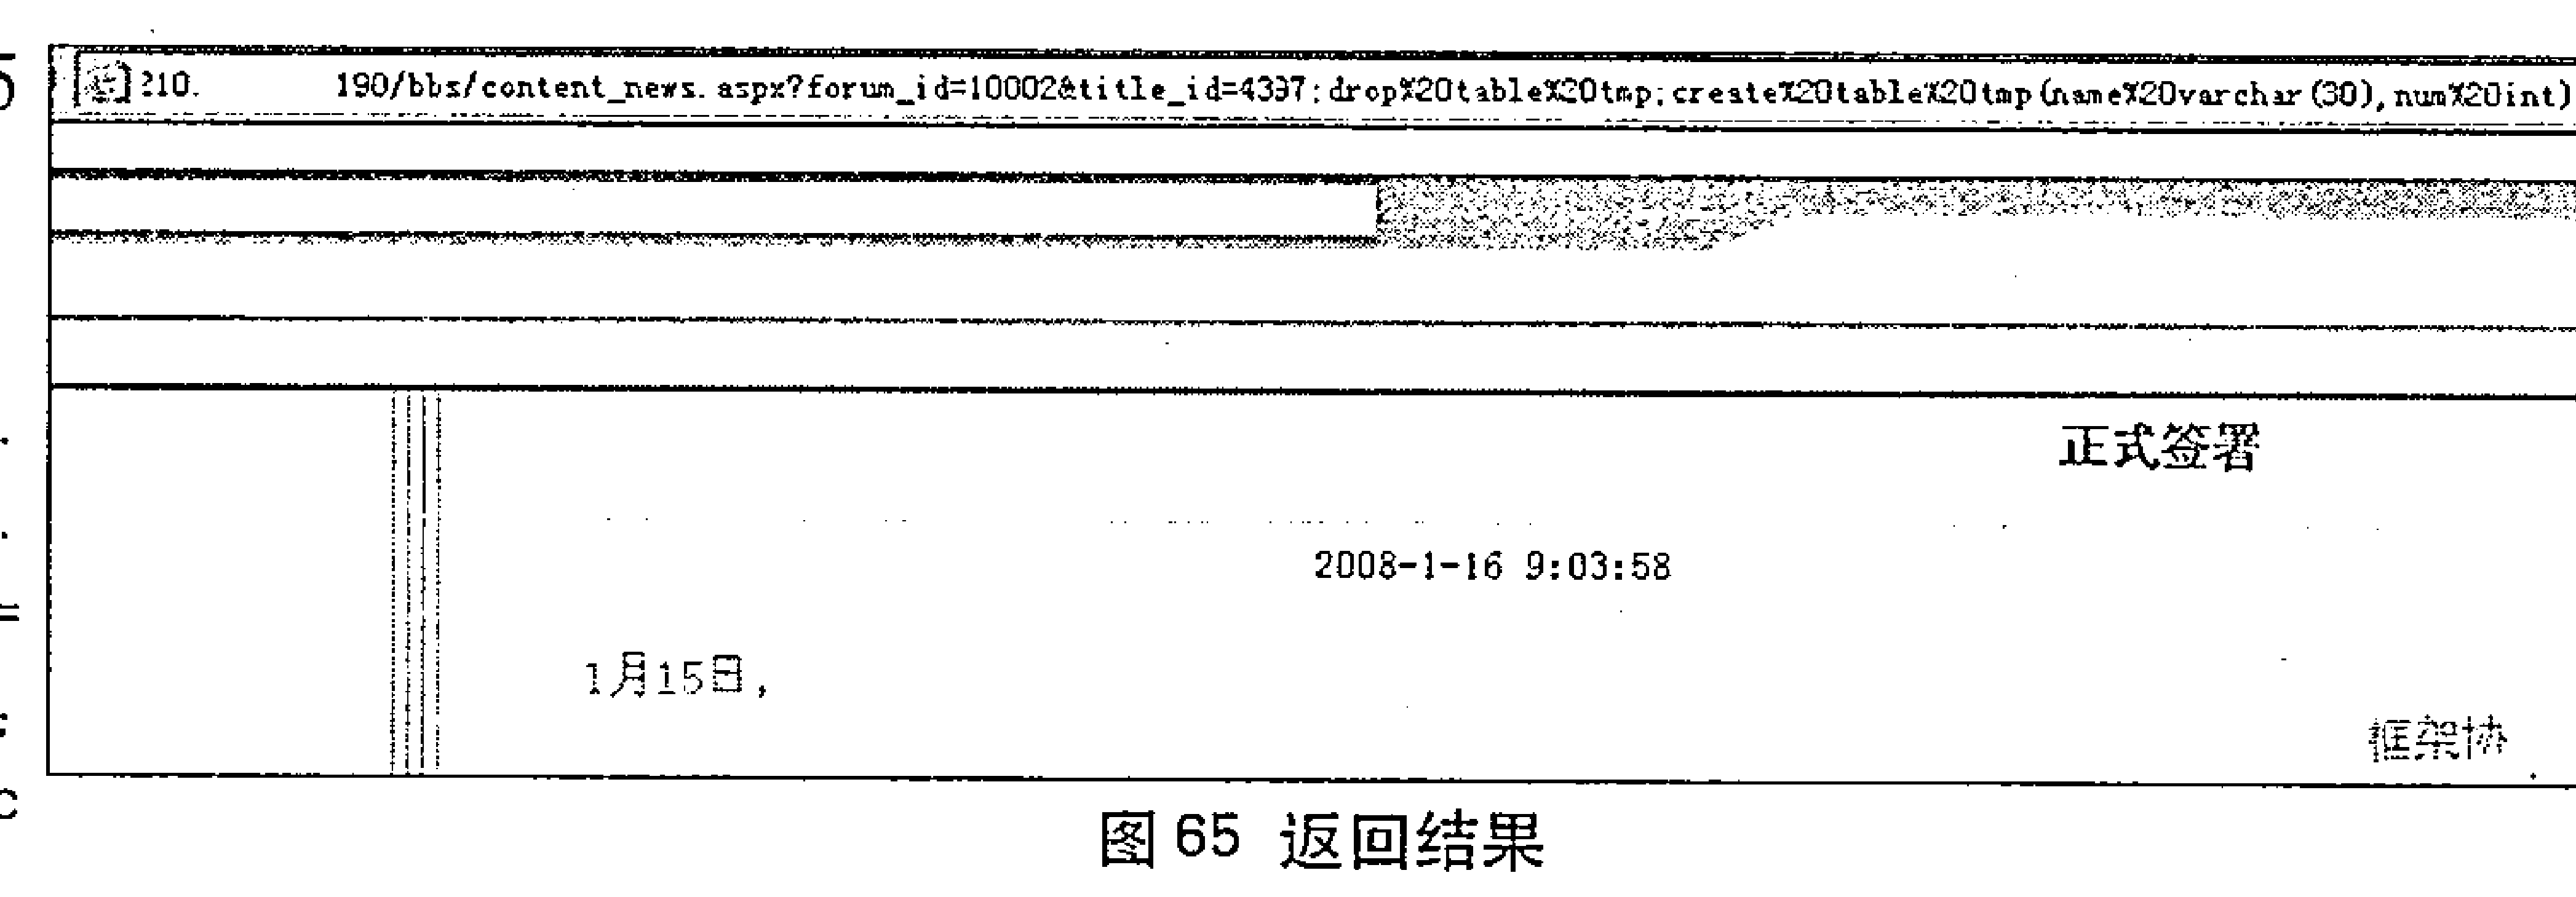 210. 190/bbs/content_news.aspx?forum_id=10002&title_id=4397;drop%20table%20tmp;create%20table%20tmp(name%20varchar(30),num%20int)
正式签署
2008-1-16 9:03:58
1月15日,
框架协
图 65 返回结果